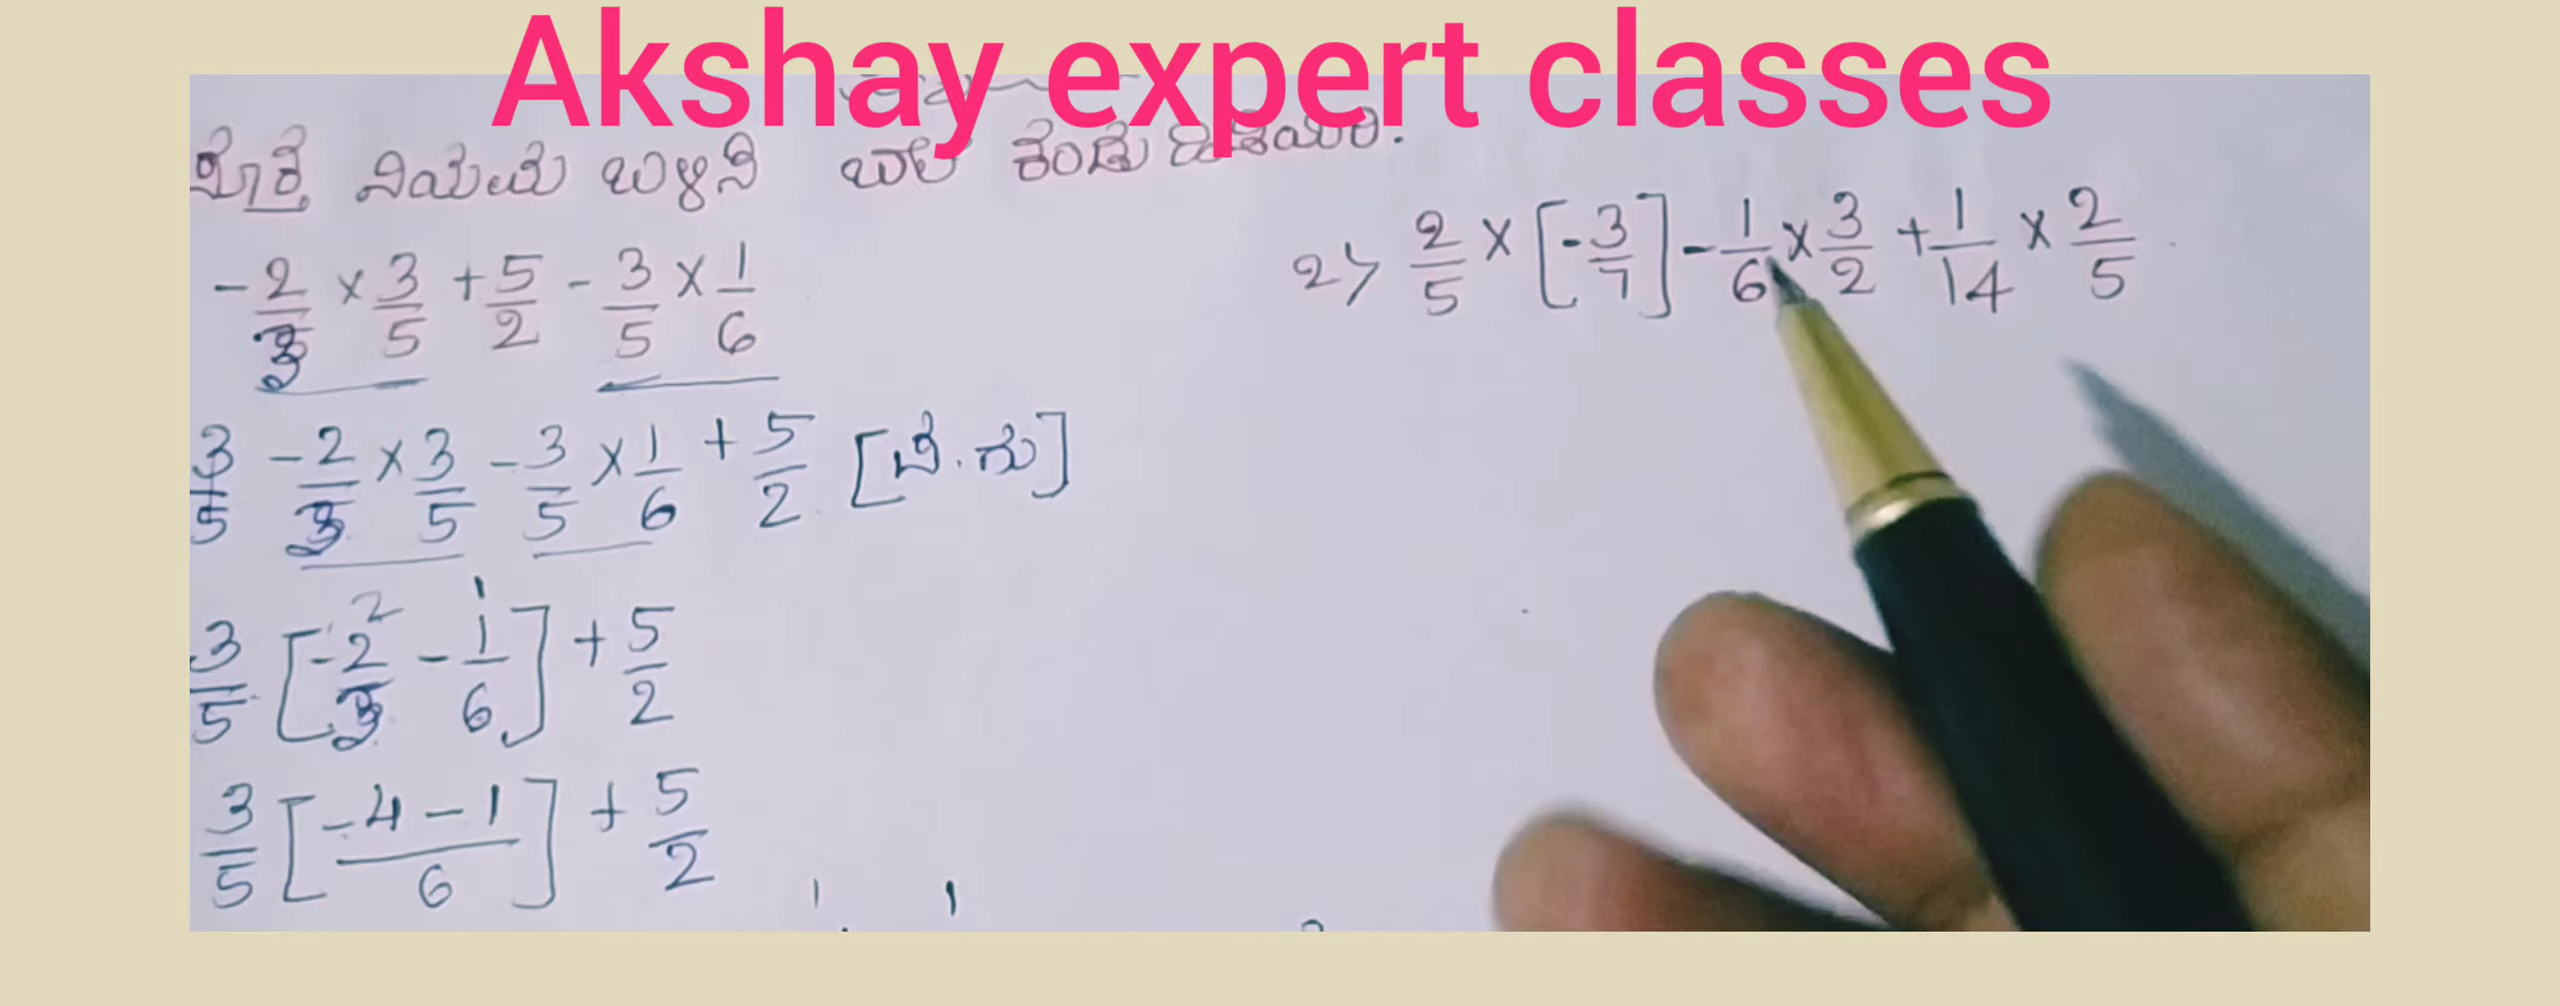 Akshay expert classes
ಸೂಕ್ತ ನಿಯಮ ಬಳಸಿ ಬೆಲೆ ಕಂಡು ಹಿಡಿಯಿರಿ.
-2/3 × 3/5 + 5/2 - 3/5 × 1/6
2) 2/5 × [-3/7] - 1/6 × 3/2 + 1/14 × 2/5
3/5 -2/3 × 3/5 - 3/5 × 1/6 + 5/2 [ವಿ.ಗು]
3/5 [-2/3 - 1/6] + 5/2
3/5 [-4-1/6] + 5/2